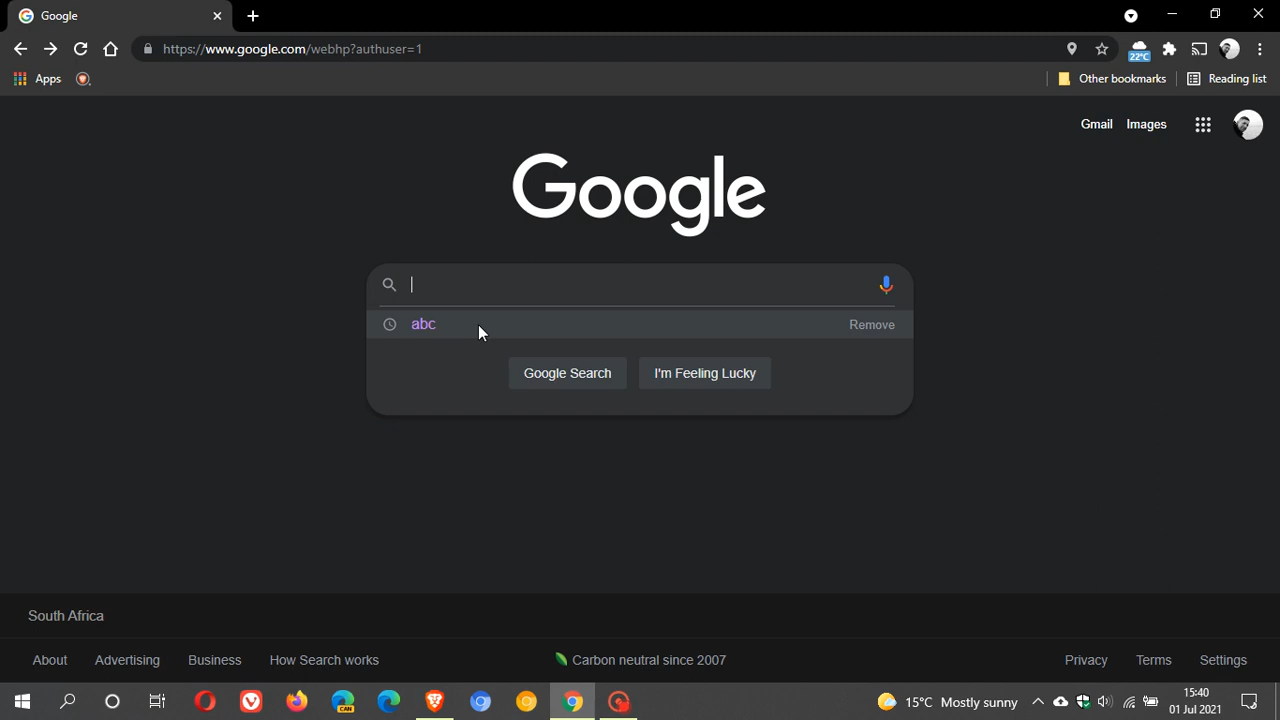 Google
https://www.google.com/webhp?authuser=1
22°C
Apps
Other bookmarks
Reading list
Gmail
Images
Google
abc
Remove
Google Search
I'm Feeling Lucky
South Africa
About
Advertising
Business
How Search works
Carbon neutral since 2007
Privacy
Terms
Settings
CAN
15°C Mostly sunny
15:40
01 Jul 2021